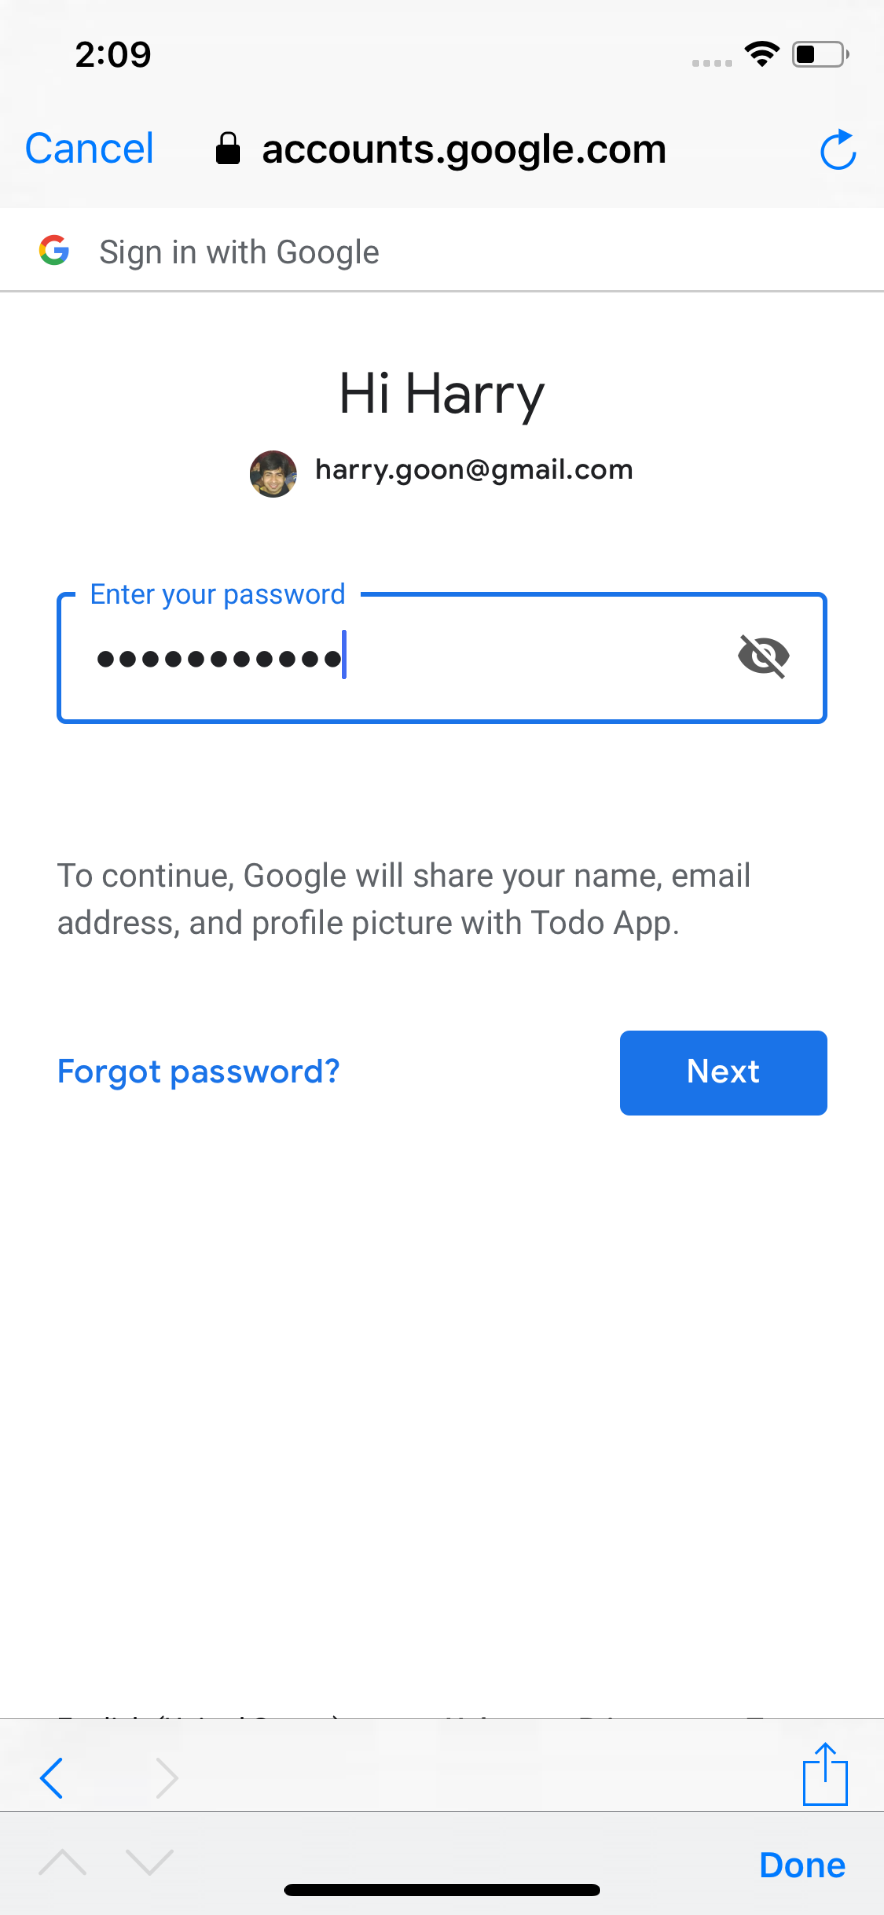 2:09
Cancel accounts.google.com
Sign in with Google
Hi Harry
harry.goon@gmail.com
Enter your password
To continue, Google will share your name, email
address, and profile picture with Todo App.
Forgot password? Next
Done